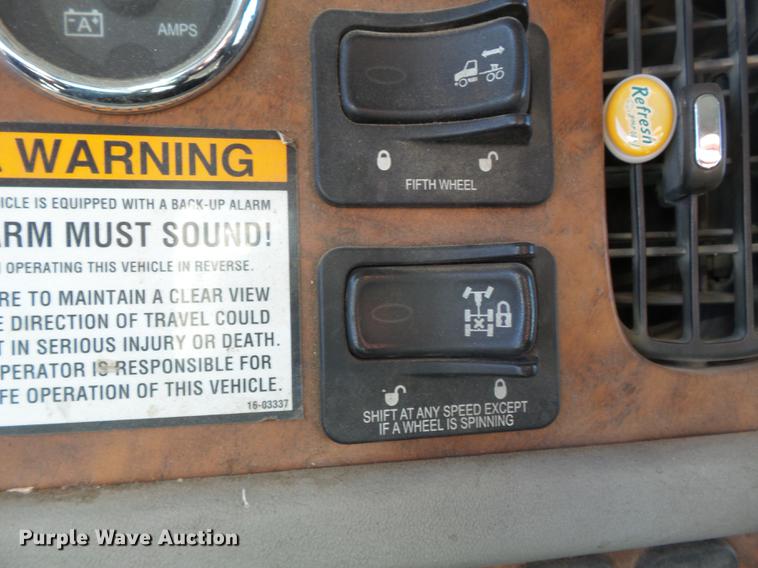 A
AMPS
WARNING
ICLE IS EQUIPPED WITH A BACK-UP ALARM
ARM MUST SOUND!
OPERATING THIS VEHICLE IN REVERSE.
RE TO MAINTAIN A CLEAR VIEW
E DIRECTION OF TRAVEL COULD
T IN SERIOUS INJURY OR DEATH.
PERATOR IS RESPONSIBLE FOR
FE OPERATION OF THIS VEHICLE.
16-03337
FIFTH WHEEL
SHIFT AT ANY SPEED EXCEPT
IF A WHEEL IS SPINNING
Refresh
Purple Wave Auction